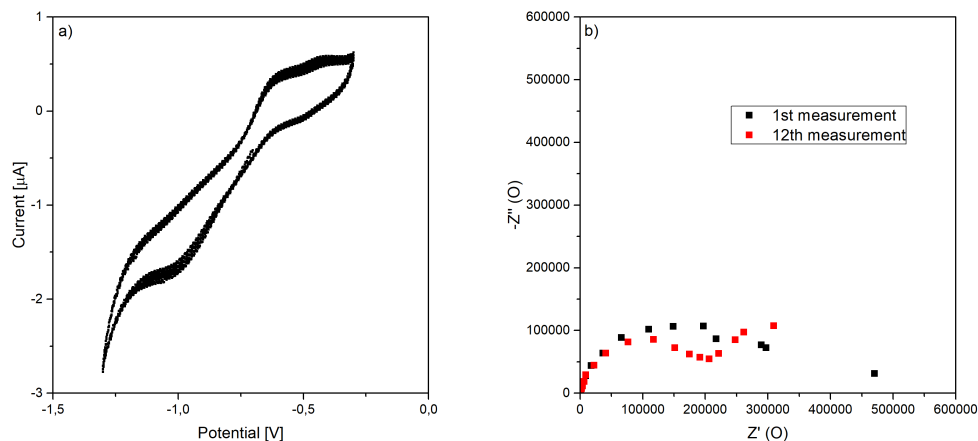 a)
1
0
-1
-2
-3
Current [μA]
-1,5
-1,0
-0,5
0,0
Potential [V]
b)
600000
500000
400000
300000
200000
100000
0
-Z'' (O)
1st measurement
12th measurement
0
100000
200000
300000
400000
500000
600000
Z' (O)